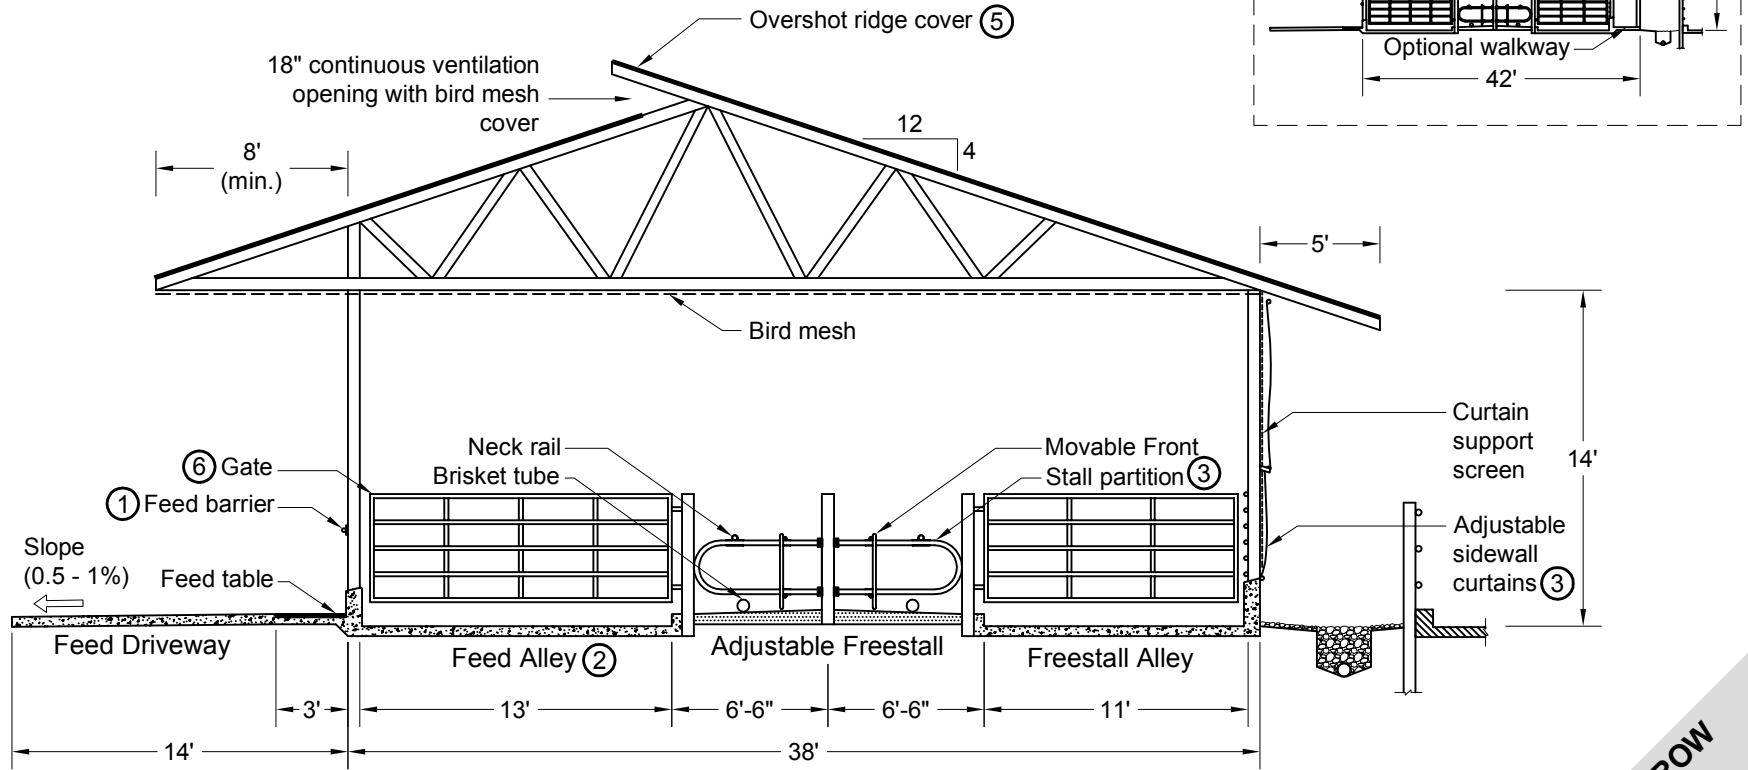 Overshot ridge cover 5
18" continuous ventilation
opening with bird mesh
cover
Optional walkway
42'
12
4
8'
(min.)
5'
Bird mesh
14'
Curtain
support
screen
Neck rail
Brisket tube
Movable Front
Stall partition 3
6 Gate
1 Feed barrier
Adjustable
sidewall
curtains 3
Slope
(0.5 - 1%)
Feed table
Feed Driveway
Feed Alley 2
Adjustable Freestall
Freestall Alley
3'
13'
6'-6"
6'-6"
11'
14'
38'